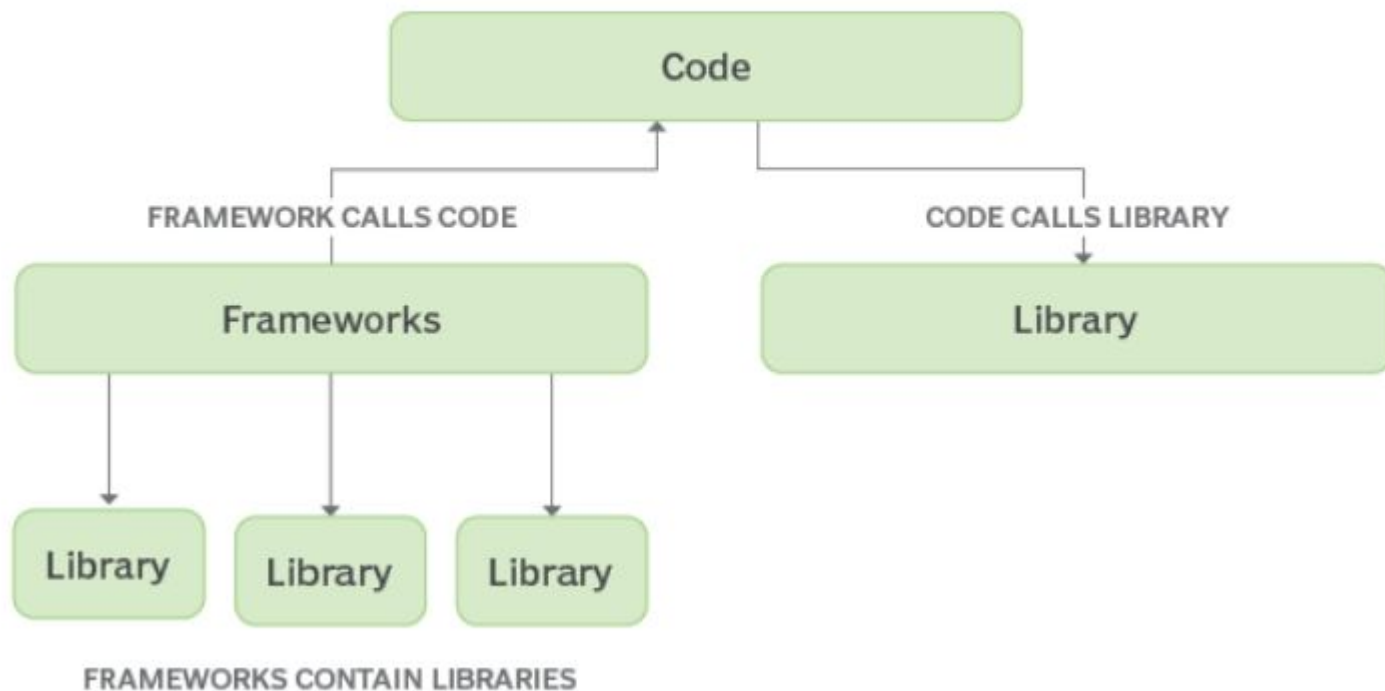 Code
FRAMEWORK CALLS CODE
CODE CALLS LIBRARY
Frameworks
Library
Library
Library
Library
FRAMEWORKS CONTAIN LIBRARIES